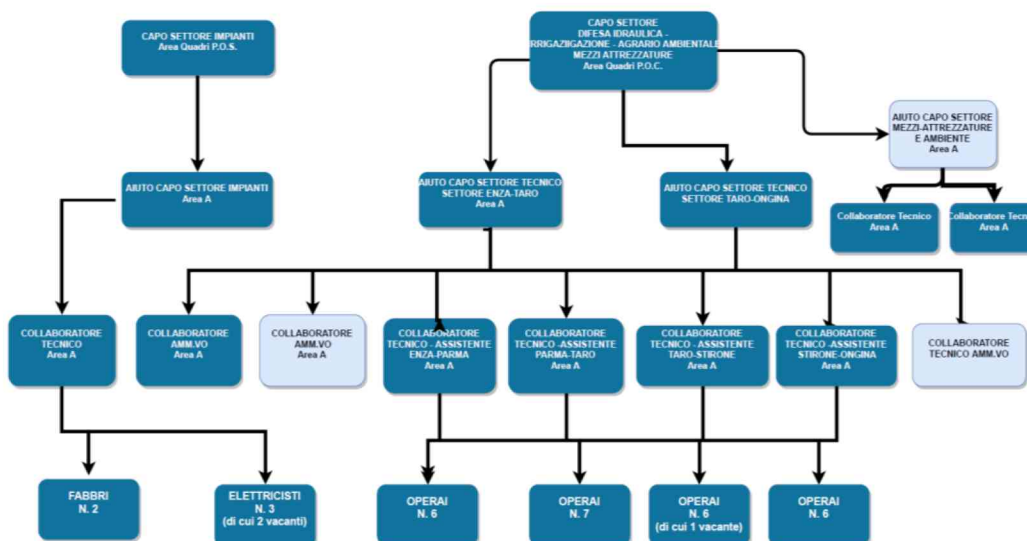 CAPO SETTORE IMPIANTI
Area Quadri P.O.S.
CAPO SETTORE
DIFESA IDRAULICA -
IRRIGAZIIGAZIONE - AGRARIO AMBIENTALE
MEZZI ATTREZZATURE
Area Quadri P.O.C.
AIUTO CAPO SETTORE
MEZZI-ATTREZZATURE
E AMBIENTE
Area A
AIUTO CAPO SETTORE IMPIANTI
Area A
AIUTO CAPO SETTORE TECNICO
SETTORE ENZA-TARO
Area A
AIUTO CAPO SETTORE TECNICO
SETTORE TARO-ONGINA
Collaboratore Tecnico
Area A
Collaboratore Tecni
Area A
COLLABORATORE
TECNICO
Area A
COLLABORATORE
AMM.VO
Area A
COLLABORATORE
AMM.VO
Area A
COLLABORATORE
TECNICO - ASSISTENTE
ENZA-PARMA
Area A
COLLABORATORE
TECNICO -ASSISTENTE
PARMA-TARO
Area A
COLLABORATORE
TECNICO - ASSISTENTE
TARO-STIRONE
Area A
COLLABORATORE
TECNICO -ASSISTENTE
STIRONE-ONGINA
Area A
COLLABORATORE
TECNICO AMM.VO
FABBRI
N. 2
ELETTRICISTI
N. 3
(di cui 2 vacanti)
OPERAI
N. 6
OPERAI
N. 7
OPERAI
N. 6
(di cui 1 vacante)
OPERAI
N. 6